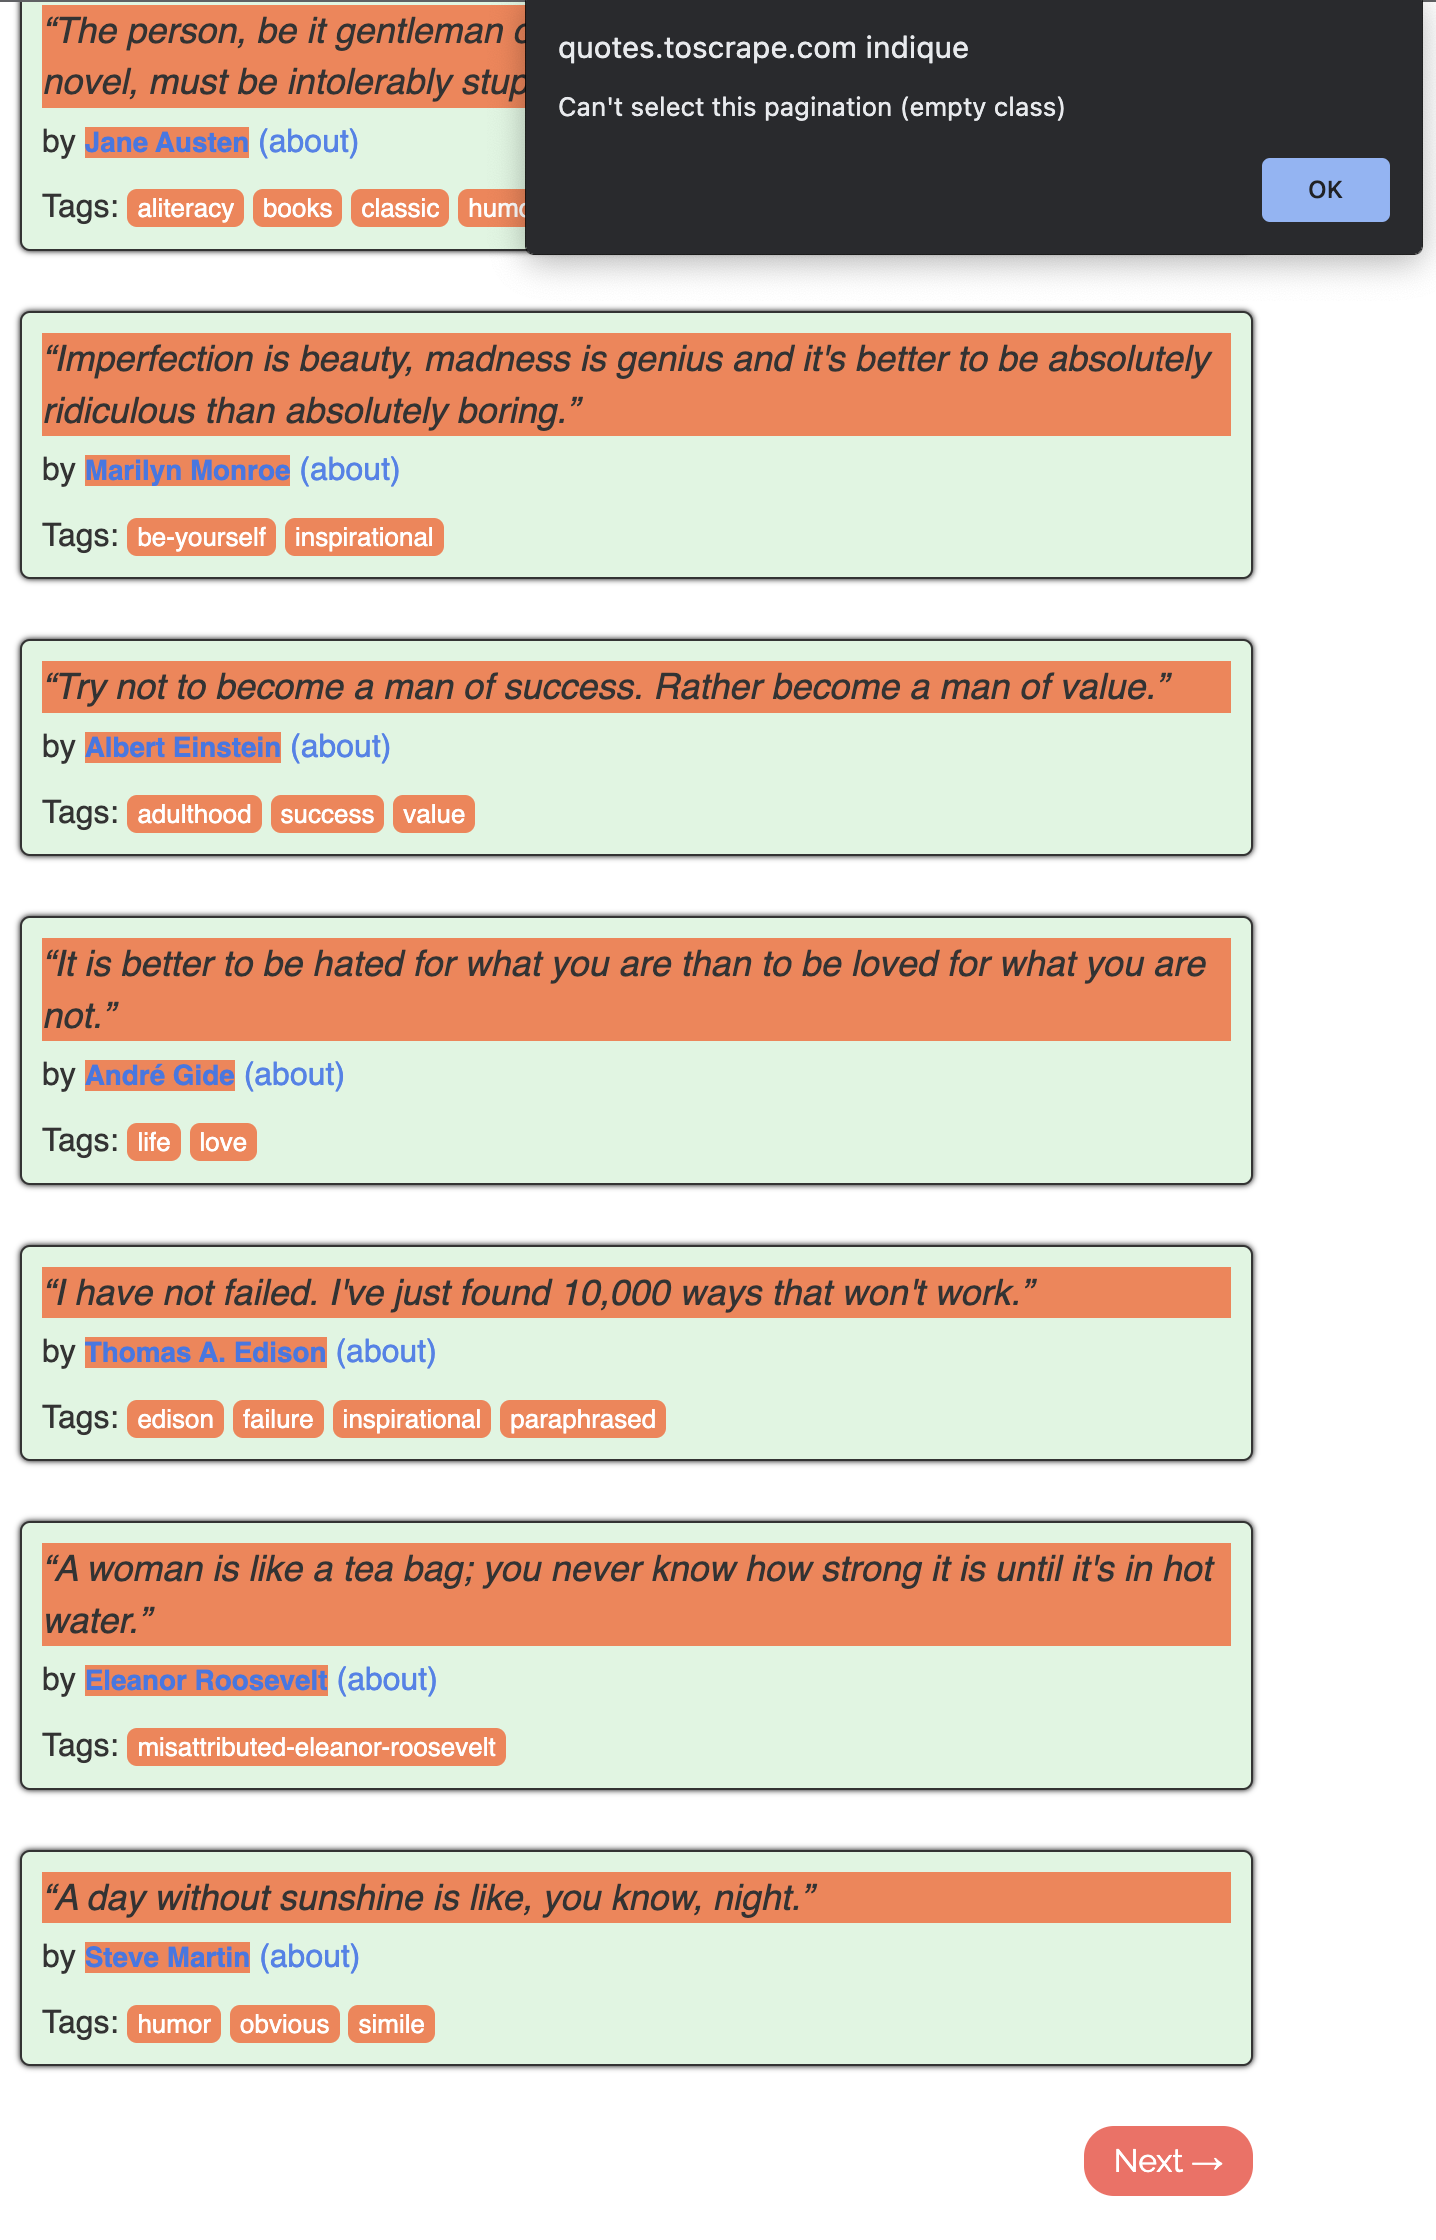 quotes.toscrape.com indique
Can't select this pagination (empty class)
OK
“The person, be it gentleman
novel, must be intolerably
by Jane Austen (about)
Tags: aliteracy books classic
“Imperfection is beauty, madness is genius and it's better to be absolutely
ridiculous than absolutely boring.”
by Marilyn Monroe (about)
Tags: be-yourself inspirational
“Try not to become a man of success. Rather become a man of value.”
by Albert Einstein (about)
Tags: adulthood success value
“It is better to be hated for what you are than to be loved for what you are
not.”
by André Gide (about)
Tags: life love
“I have not failed. I've just found 10,000 ways that won't work.”
by Thomas A. Edison (about)
Tags: edison failure inspirational paraphrased
“A woman is like a tea bag; you never know how strong it is until it's in hot
water.”
by Eleanor Roosevelt (about)
Tags: misattributed-eleanor-roosevelt
“A day without sunshine is like, you know, night.”
by Steve Martin (about)
Tags: humor obvious simile
Next →